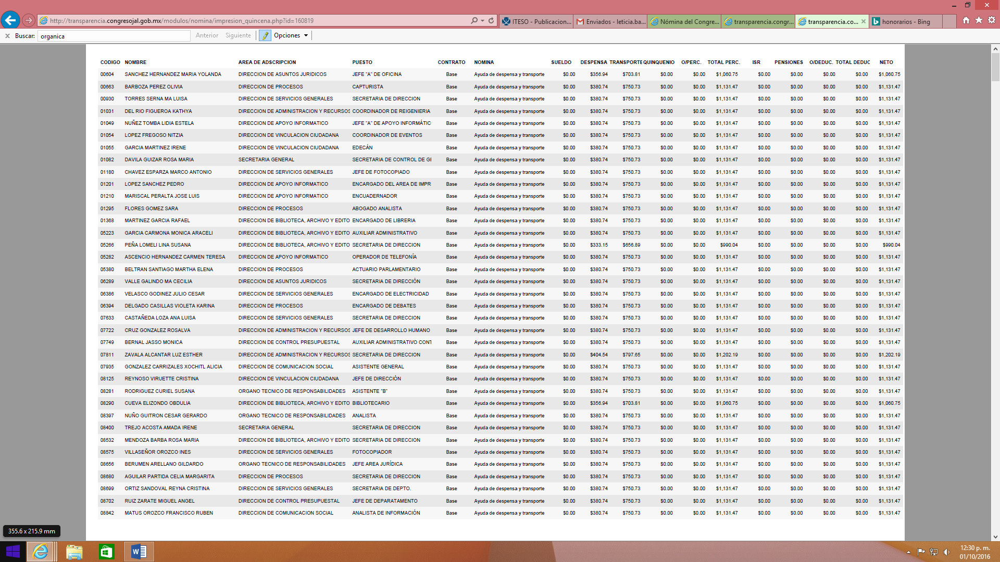 http://transparencia.congresojal.gob.mx/modulos/nomina/impresion_quincena.php?id=160819
ITESO - Publicacion...
Enviados - leticia.ba...
Nómina del Congre...
transparencia.congr...
transparencia.co...
honorarios - Bing
Buscar: organica Anterior Siguiente Opciones
CODIGO NOMBRE AREA DE ADSCRIPCION PUESTO CONTRATO NOMINA SUELDO DESPENSA TRANSPORTE QUINQUENIO O/PERC. TOTAL PERC. ISR PENSIONES O/DEDUC. TOTAL DEDUC NETO
00604 SANCHEZ HERNANDEZ MARIA YOLANDA DIRECCION DE ASUNTOS JURIDICOS JEFE "A" DE OFICINA Base Ayuda de despensa y transporte $0.00 $356.94 $703.81 $0.00 $0.00 $1,060.75 $0.00 $0.00 $0.00 $0.00 $1,060.75
00663 BARBOZA PEREZ OLIVIA DIRECCION DE PROCESOS CAPTURISTA Base Ayuda de despensa y transporte $0.00 $380.74 $750.73 $0.00 $0.00 $1,131.47 $0.00 $0.00 $0.00 $0.00 $1,131.47
00930 TORRES SERNA MA LUISA DIRECCION DE SERVICIOS GENERALES SECRETARIA DE DIRECCION Base Ayuda de despensa y transporte $0.00 $380.74 $750.73 $0.00 $0.00 $1,131.47 $0.00 $0.00 $0.00 $0.00 $1,131.47
01031 DEL RIO FIGUEROA KATHYA DIRECCION DE ADMINISTRACION Y RECURSOS COORDINADOR DE REIGENIERIA Base Ayuda de despensa y transporte $0.00 $380.74 $750.73 $0.00 $0.00 $1,131.47 $0.00 $0.00 $0.00 $0.00 $1,131.47
01049 NUÑEZ TOMBA LIDIA ESTELA DIRECCION DE APOYO INFORMATICO JEFE "A" DE APOYO INFORMÁTIC Base Ayuda de despensa y transporte $0.00 $380.74 $750.73 $0.00 $0.00 $1,131.47 $0.00 $0.00 $0.00 $0.00 $1,131.47
01054 LOPEZ FREGOSO NITZIA DIRECCION DE VINCULACION CIUDADANA COORDINADOR DE EVENTOS Base Ayuda de despensa y transporte $0.00 $380.74 $750.73 $0.00 $0.00 $1,131.47 $0.00 $0.00 $0.00 $0.00 $1,131.47
01055 GARCIA MARTINEZ IRENE DIRECCION DE VINCULACION CIUDADANA EDECÁN Base Ayuda de despensa y transporte $0.00 $380.74 $750.73 $0.00 $0.00 $1,131.47 $0.00 $0.00 $0.00 $0.00 $1,131.47
01082 DAVILA GUIZAR ROSA MARIA SECRETARIA GENERAL SECRETARIA DE CONTROL DE GE Base Ayuda de despensa y transporte $0.00 $380.74 $750.73 $0.00 $0.00 $1,131.47 $0.00 $0.00 $0.00 $0.00 $1,131.47
01180 CHAVEZ ESPARZA MARCO ANTONIO DIRECCION DE SERVICIOS GENERALES JEFE DE FOTOCOPIADO Base Ayuda de despensa y transporte $0.00 $380.74 $750.73 $0.00 $0.00 $1,131.47 $0.00 $0.00 $0.00 $0.00 $1,131.47
01201 LOPEZ SANCHEZ PEDRO DIRECCION DE APOYO INFORMATICO ENCARGADO DEL AREA DE IMPR Base Ayuda de despensa y transporte $0.00 $380.74 $750.73 $0.00 $0.00 $1,131.47 $0.00 $0.00 $0.00 $0.00 $1,131.47
01210 MARISCAL PERALTA JOSE LUIS DIRECCION DE APOYO INFORMATICO ENCUADERNADOR Base Ayuda de despensa y transporte $0.00 $380.74 $750.73 $0.00 $0.00 $1,131.47 $0.00 $0.00 $0.00 $0.00 $1,131.47
01295 FLORES GOMEZ SARA DIRECCION DE PROCESOS ABOGADO ANALISTA Base Ayuda de despensa y transporte $0.00 $380.74 $750.73 $0.00 $0.00 $1,131.47 $0.00 $0.00 $0.00 $0.00 $1,131.47
01368 MARTINEZ GARCIA RAFAEL DIRECCION DE BIBLIOTECA, ARCHIVO Y EDITO ENCARGADO DE LIBRERIA Base Ayuda de despensa y transporte $0.00 $380.74 $750.73 $0.00 $0.00 $1,131.47 $0.00 $0.00 $0.00 $0.00 $1,131.47
05223 GARCIA CARMONA MONICA ARACELI DIRECCION DE BIBLIOTECA, ARCHIVO Y EDITO AUXILIAR ADMINISTRATIVO Base Ayuda de despensa y transporte $0.00 $380.74 $750.73 $0.00 $0.00 $1,131.47 $0.00 $0.00 $0.00 $0.00 $1,131.47
05266 PEÑA LOMELI LINA SUSANA DIRECCION DE BIBLIOTECA, ARCHIVO Y EDITO SECRETARIA DE DIRECCION Base Ayuda de despensa y transporte $0.00 $333.15 $656.89 $0.00 $0.00 $990.04 $0.00 $0.00 $0.00 $0.00 $990.04
05282 ASCENCIO HERNANDEZ CARMEN TERESA DIRECCION DE APOYO INFORMATICO OPERADOR DE TELEFONÍA Base Ayuda de despensa y transporte $0.00 $380.74 $750.73 $0.00 $0.00 $1,131.47 $0.00 $0.00 $0.00 $0.00 $1,131.47
05380 BELTRAN SANTIAGO MARTHA ELENA DIRECCION DE PROCESOS ACTUARIO PARLAMENTARIO Base Ayuda de despensa y transporte $0.00 $380.74 $750.73 $0.00 $0.00 $1,131.47 $0.00 $0.00 $0.00 $0.00 $1,131.47
06289 VALLE GALINDO MA CECILIA DIRECCION DE ASUNTOS JURIDICOS SECRETARIA DE DIRECCIÓN Base Ayuda de despensa y transporte $0.00 $380.74 $750.73 $0.00 $0.00 $1,131.47 $0.00 $0.00 $0.00 $0.00 $1,131.47
06386 VELASCO GODINEZ JULIO CESAR DIRECCION DE SERVICIOS GENERALES ENCARGADO DE ELECTRICIDAD Base Ayuda de despensa y transporte $0.00 $380.74 $750.73 $0.00 $0.00 $1,131.47 $0.00 $0.00 $0.00 $0.00 $1,131.47
06394 DELGADO CASILLAS VIOLETA KARINA DIRECCION DE PROCESOS ENCARGADO DE DEBATES Base Ayuda de despensa y transporte $0.00 $380.74 $750.73 $0.00 $0.00 $1,131.47 $0.00 $0.00 $0.00 $0.00 $1,131.47
07633 CASTAÑEDA LOZA ANA LUISA DIRECCION DE SERVICIOS GENERALES SECRETARIA DE DIRECCION Base Ayuda de despensa y transporte $0.00 $380.74 $750.73 $0.00 $0.00 $1,131.47 $0.00 $0.00 $0.00 $0.00 $1,131.47
07722 CRUZ GONZALEZ ROSALVA DIRECCION DE ADMINISTRACION Y RECURSOS JEFE DE DESARROLLO HUMANO Base Ayuda de despensa y transporte $0.00 $380.74 $750.73 $0.00 $0.00 $1,131.47 $0.00 $0.00 $0.00 $0.00 $1,131.47
07749 BERNAL JASSO MONICA DIRECCION DE CONTROL PRESUPUESTAL AUXILIAR ADMINISTRATIVO CONT Base Ayuda de despensa y transporte $0.00 $380.74 $750.73 $0.00 $0.00 $1,131.47 $0.00 $0.00 $0.00 $0.00 $1,131.47
07811 ZAVALA ALCANTAR LUZ ESTHER DIRECCION DE ADMINISTRACION Y RECURSOS SECRETARIA DE DIRECCION Base Ayuda de despensa y transporte $0.00 $404.54 $797.65 $0.00 $0.00 $1,202.19 $0.00 $0.00 $0.00 $0.00 $1,202.19
07935 GONZALEZ CARRIZALES XOCHITL ALICIA DIRECCION DE COMUNICACION SOCIAL ASISTENTE GENERAL Base Ayuda de despensa y transporte $0.00 $380.74 $750.73 $0.00 $0.00 $1,131.47 $0.00 $0.00 $0.00 $0.00 $1,131.47
08125 REYNOSO VIRUETTE CRISTINA DIRECCION DE VINCULACION CIUDADANA JEFE DE DIRECCIÓN Base Ayuda de despensa y transporte $0.00 $380.74 $750.73 $0.00 $0.00 $1,131.47 $0.00 $0.00 $0.00 $0.00 $1,131.47
08281 RODRIGUEZ CURIEL SUSANA ORGANO TECNICO DE RESPONSABILIDADES ASISTENTE "B" Base Ayuda de despensa y transporte $0.00 $380.74 $750.73 $0.00 $0.00 $1,131.47 $0.00 $0.00 $0.00 $0.00 $1,131.47
08290 CUEVA ELIZONDO OBDULIA DIRECCION DE BIBLIOTECA, ARCHIVO Y EDITO BIBLIOTECARIO Base Ayuda de despensa y transporte $0.00 $356.94 $703.81 $0.00 $0.00 $1,060.75 $0.00 $0.00 $0.00 $0.00 $1,060.75
08397 NUÑO GUITRON CESAR GERARDO ORGANO TECNICO DE RESPONSABILIDADES ANALISTA Base Ayuda de despensa y transporte $0.00 $380.74 $750.73 $0.00 $0.00 $1,131.47 $0.00 $0.00 $0.00 $0.00 $1,131.47
08400 TREJO ACOSTA AMADA IRENE SECRETARIA GENERAL SECRETARIA DE DIRECCION Base Ayuda de despensa y transporte $0.00 $380.74 $750.73 $0.00 $0.00 $1,131.47 $0.00 $0.00 $0.00 $0.00 $1,131.47
08532 MENDOZA BARBA ROSA MARIA DIRECCION DE BIBLIOTECA, ARCHIVO Y EDITO SECRETARIA DE DIRECCION Base Ayuda de despensa y transporte $0.00 $380.74 $750.73 $0.00 $0.00 $1,131.47 $0.00 $0.00 $0.00 $0.00 $1,131.47
08575 VILLASEÑOR OROZCO INES DIRECCION DE SERVICIOS GENERALES FOTOCOPIADOR Base Ayuda de despensa y transporte $0.00 $380.74 $750.73 $0.00 $0.00 $1,131.47 $0.00 $0.00 $0.00 $0.00 $1,131.47
08656 BERUMEN ARELLANO GILDARDO ORGANO TECNICO DE RESPONSABILIDADES JEFE AREA JURÍDICA Base Ayuda de despensa y transporte $0.00 $380.74 $750.73 $0.00 $0.00 $1,131.47 $0.00 $0.00 $0.00 $0.00 $1,131.47
08680 AGUILAR PARTIDA CELIA MARGARITA DIRECCION DE PROCESOS SECRETARIA DE DIRECCION Base Ayuda de despensa y transporte $0.00 $380.74 $750.73 $0.00 $0.00 $1,131.47 $0.00 $0.00 $0.00 $0.00 $1,131.47
08699 ORTIZ SANDOVAL REYNA CRISTINA DIRECCION DE SERVICIOS GENERALES SECRETARIA DE DEPTO. Base Ayuda de despensa y transporte $0.00 $380.74 $750.73 $0.00 $0.00 $1,131.47 $0.00 $0.00 $0.00 $0.00 $1,131.47
08702 RUIZ ZARATE MIGUEL ANGEL DIRECCION DE CONTROL PRESUPUESTAL JEFE DE DEPARATAMENTO Base Ayuda de despensa y transporte $0.00 $380.74 $750.73 $0.00 $0.00 $1,131.47 $0.00 $0.00 $0.00 $0.00 $1,131.47
08842 MATUS OROZCO FRANCISCO RUBEN DIRECCION DE COMUNICACION SOCIAL ANALISTA DE INFORMACIÓN Base Ayuda de despensa y transporte $0.00 $380.74 $750.73 $0.00 $0.00 $1,131.47 $0.00 $0.00 $0.00 $0.00 $1,131.47
355.6 x 215.9 mm
12:30 p. m.
01/10/2016